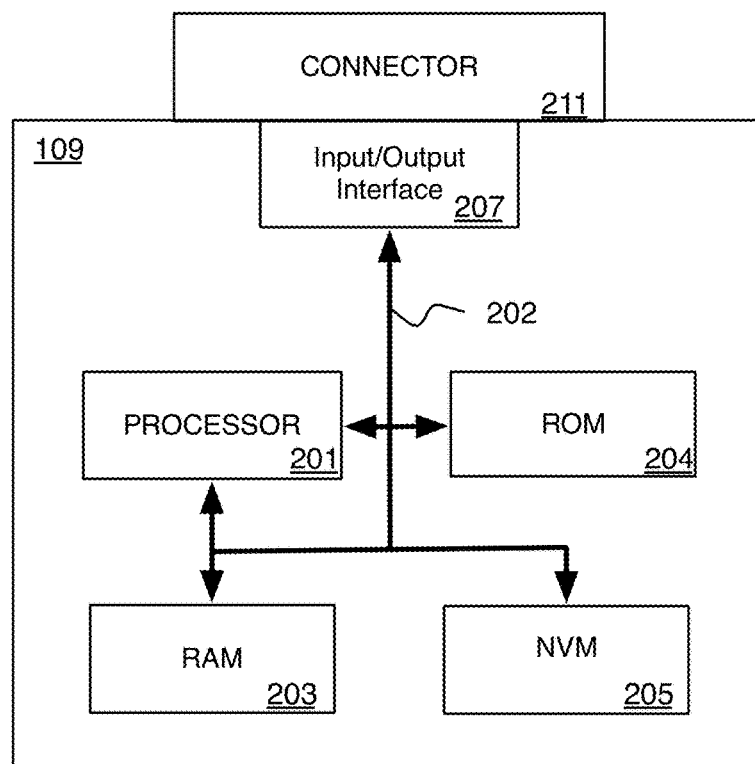 CONNECTOR
211
109
Input/Output
Interface
207
202
PROCESSOR
201
ROM
204
RAM
203
NVM
205